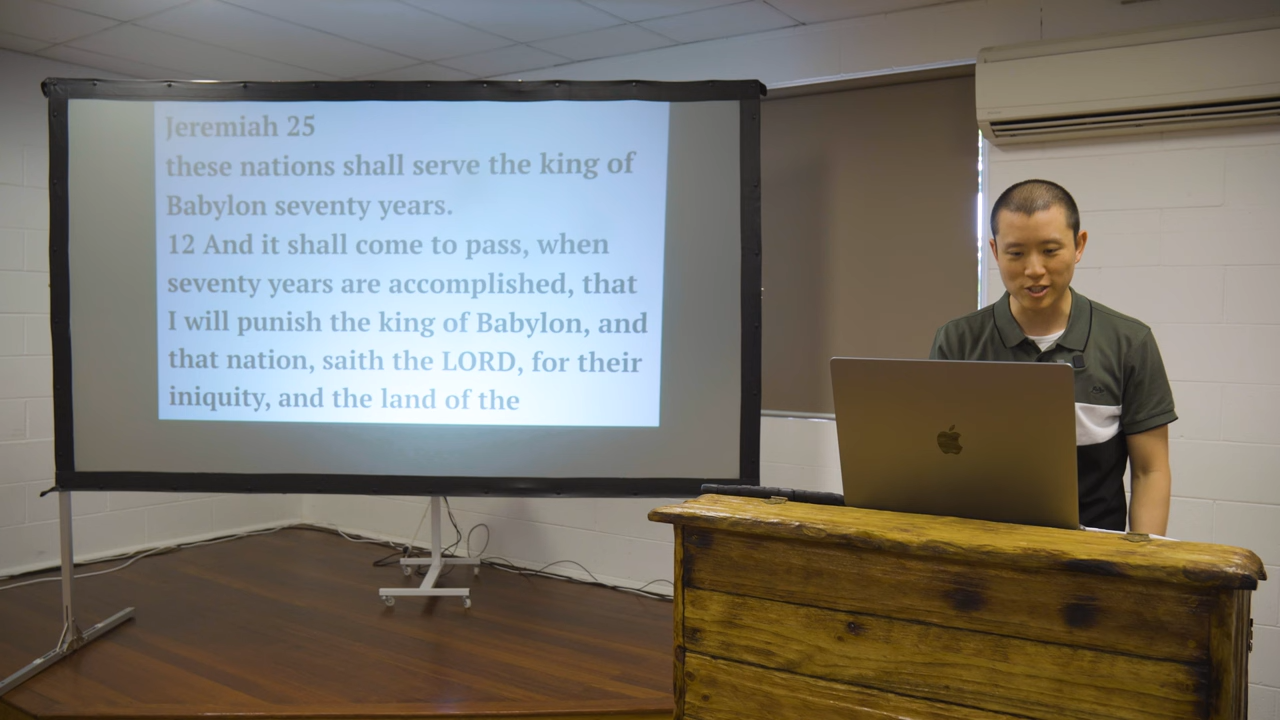 Jeremiah 25
these nations shall serve the king of
Babylon seventy years.
12 And it shall come to pass, when
seventy years are accomplished, that
I will punish the king of Babylon, and
that nation, saith the LORD, for their
iniquity, and the land of the